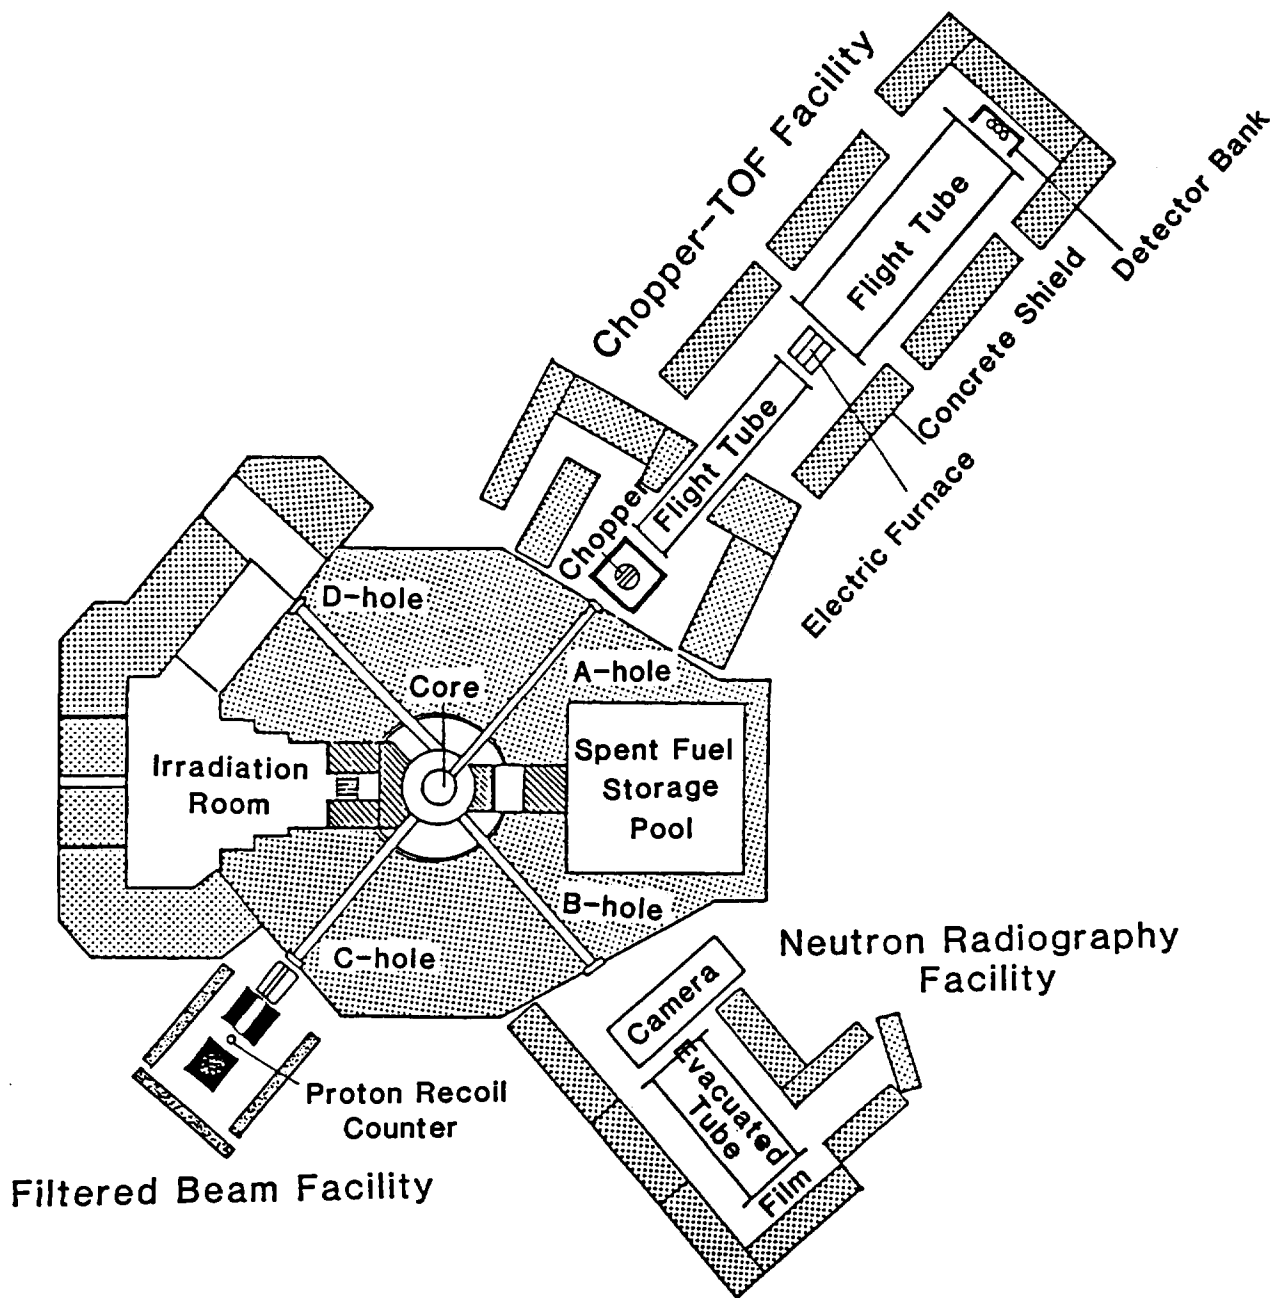 Chopper-TOF Facility
Detector Bank
Flight Tube
Concrete Shield
Flight Tube
Electric Furnace
Chopper
D-hole
A-hole
Core
Irradiation
Room
Spent Fuel
Storage
Pool
B-hole
C-hole
Neutron Radiography
Facility
Camera
Evacuated
Tube
Film
Proton Recoil
Counter
Filtered Beam Facility